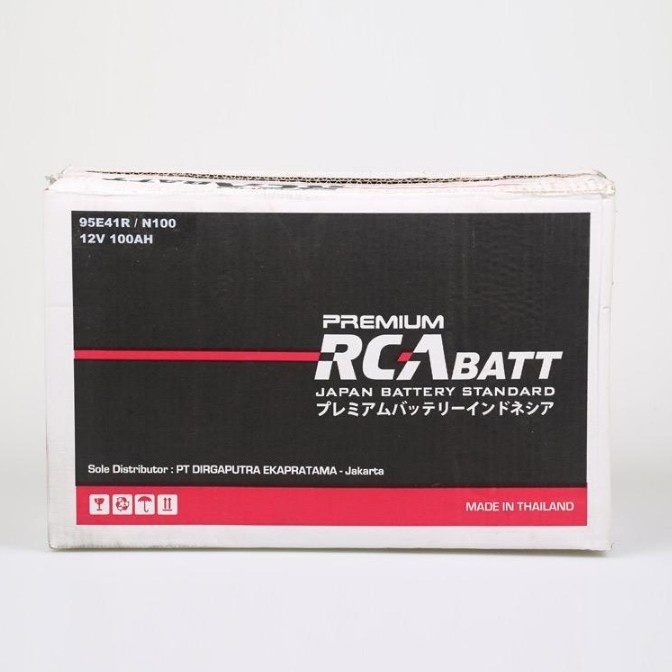 95E41R / N100
12V 100AH
PREMIUM
RCA BATT
JAPAN BATTERY STANDARD
プレミアムバッテリーインドネシア
Sole Distributor : PT DIRGAPUTRA EKAPRATAMA - Jakarta
MADE IN THAILAND